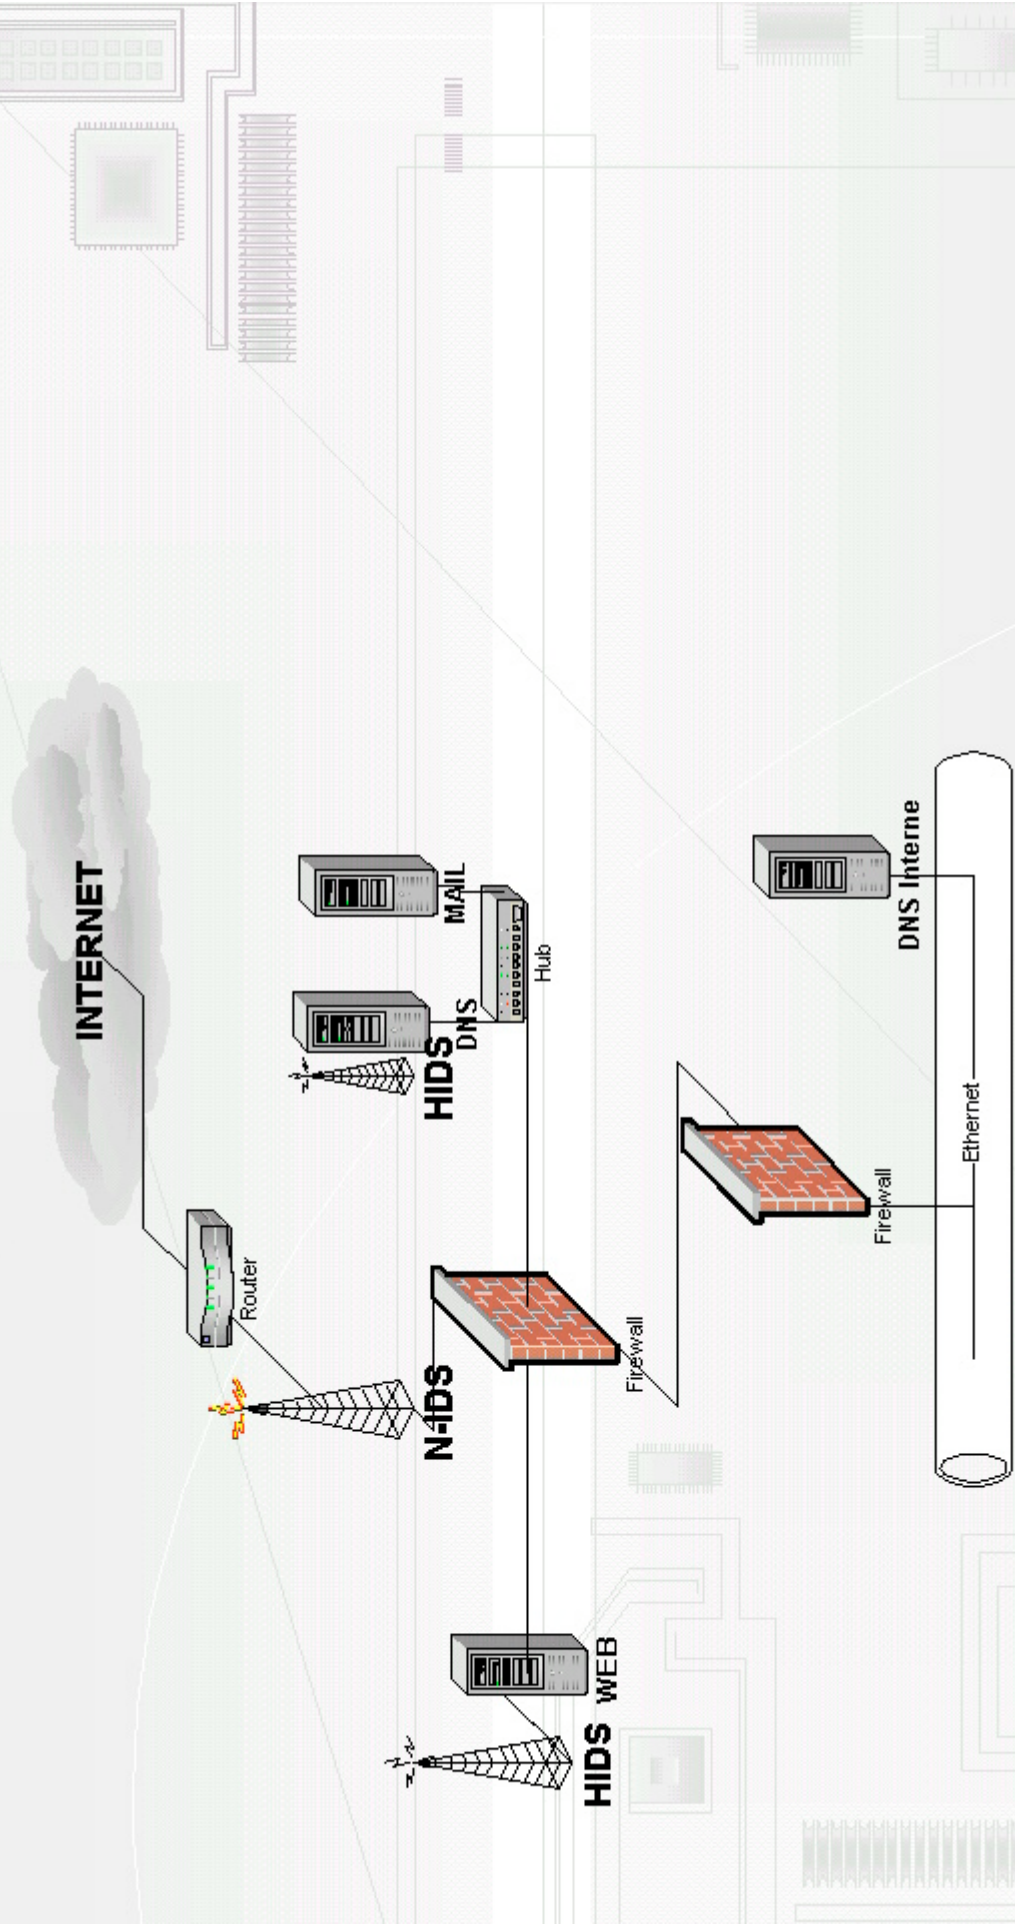 INTERNET
Router
N-IDS
HIDS
DNS
MAIL
Hub
Firewall
HIDS
WEB
Firewall
DNS Interne
Ethernet